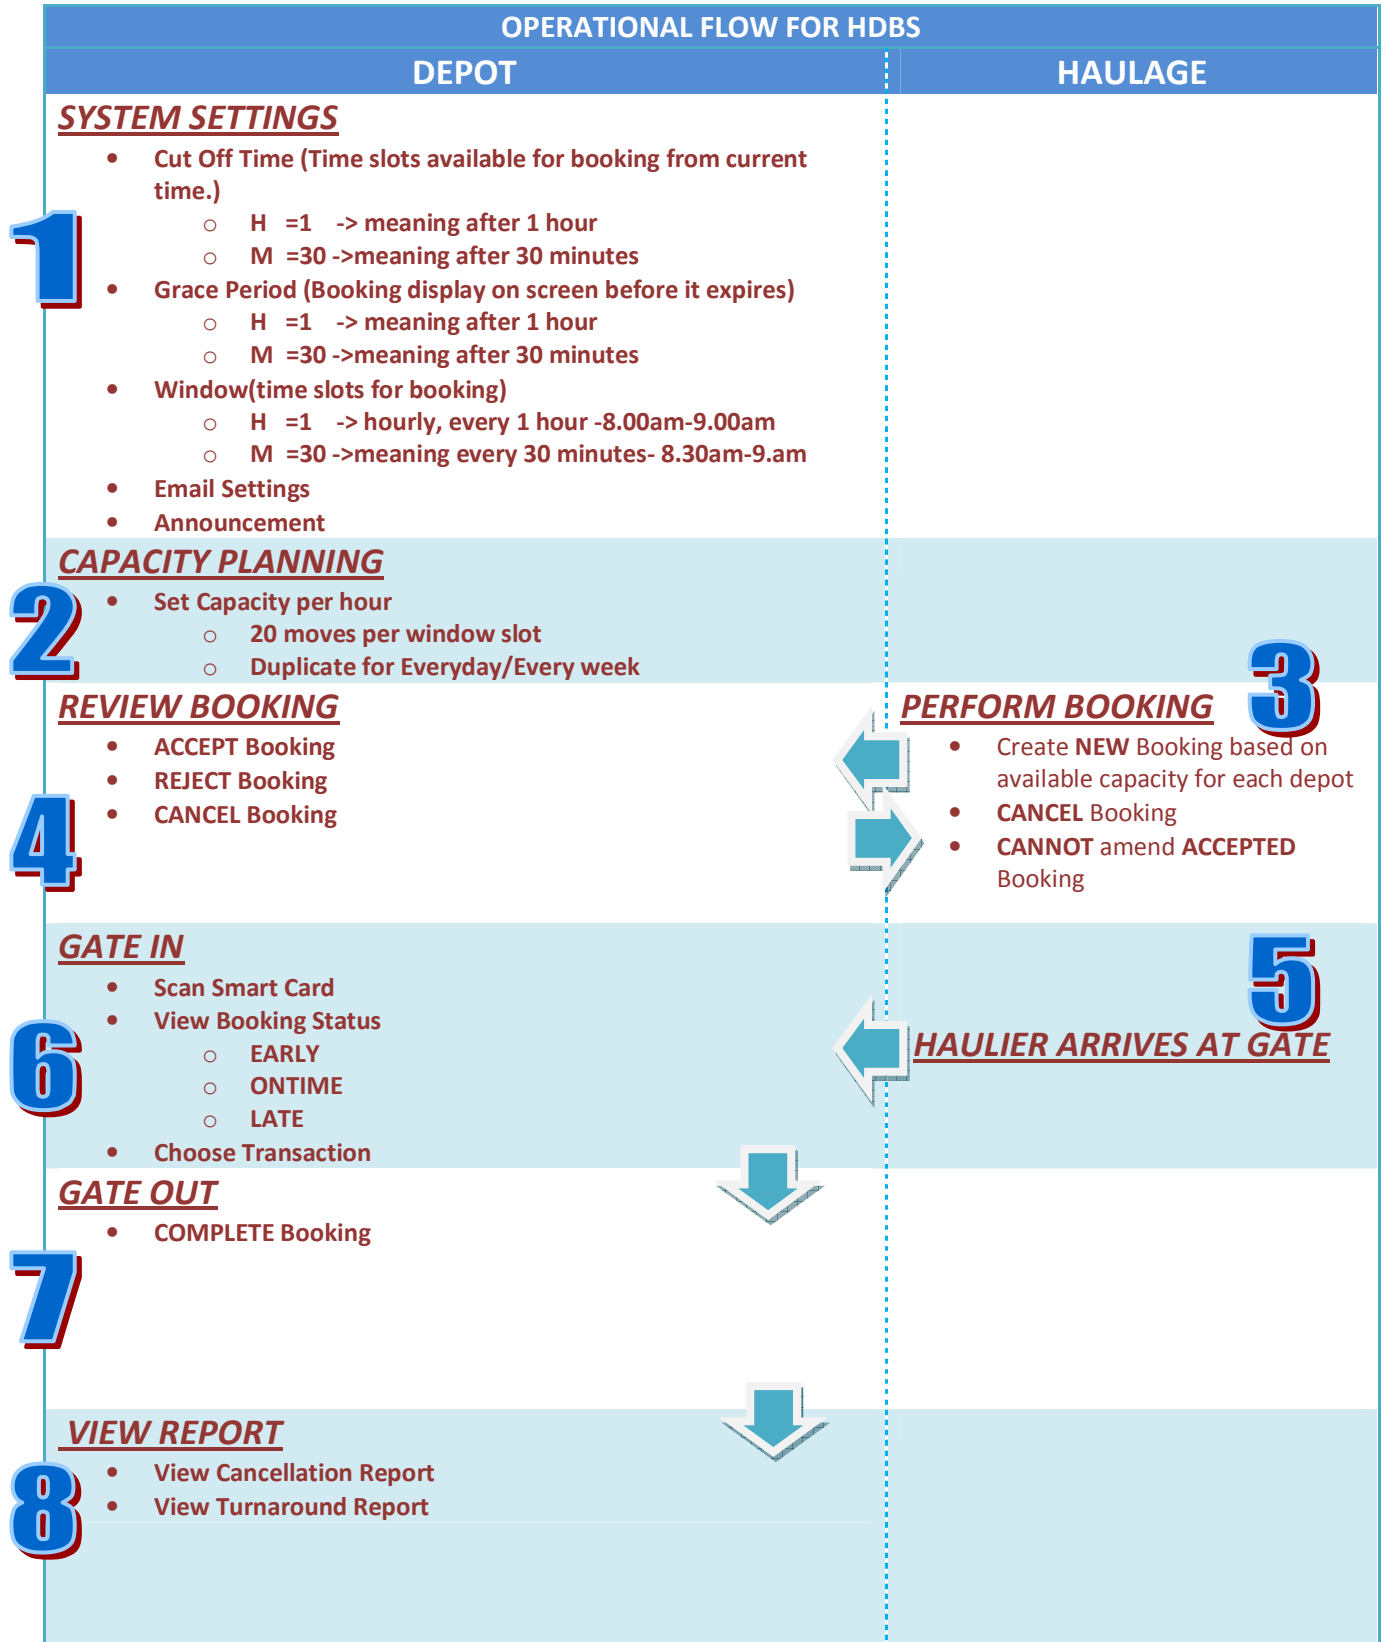 OPERATIONAL FLOW FOR HDBS
DEPOT
HAULAGE
1
SYSTEM SETTINGS
• Cut Off Time (Time slots available for booking from current
time.)
o H =1 -> meaning after 1 hour
o M =30 ->meaning after 30 minutes
• Grace Period (Booking display on screen before it expires)
o H =1 -> meaning after 1 hour
o M =30 ->meaning after 30 minutes
• Window(time slots for booking)
o H =1 -> hourly, every 1 hour -8.00am-9.00am
o M =30 ->meaning every 30 minutes- 8.30am-9.am
• Email Settings
• Announcement
2
CAPACITY PLANNING
• Set Capacity per hour
o 20 moves per window slot
o Duplicate for Everyday/Every week
3
PERFORM BOOKING
• Create NEW Booking based on
available capacity for each depot
• CANCEL Booking
• CANNOT amend ACCEPTED
Booking
4
REVIEW BOOKING
• ACCEPT Booking
• REJECT Booking
• CANCEL Booking
5
HAULIER ARRIVES AT GATE
6
GATE IN
• Scan Smart Card
• View Booking Status
o EARLY
o ONTIME
o LATE
• Choose Transaction
7
GATE OUT
• COMPLETE Booking
8
VIEW REPORT
• View Cancellation Report
• View Turnaround Report